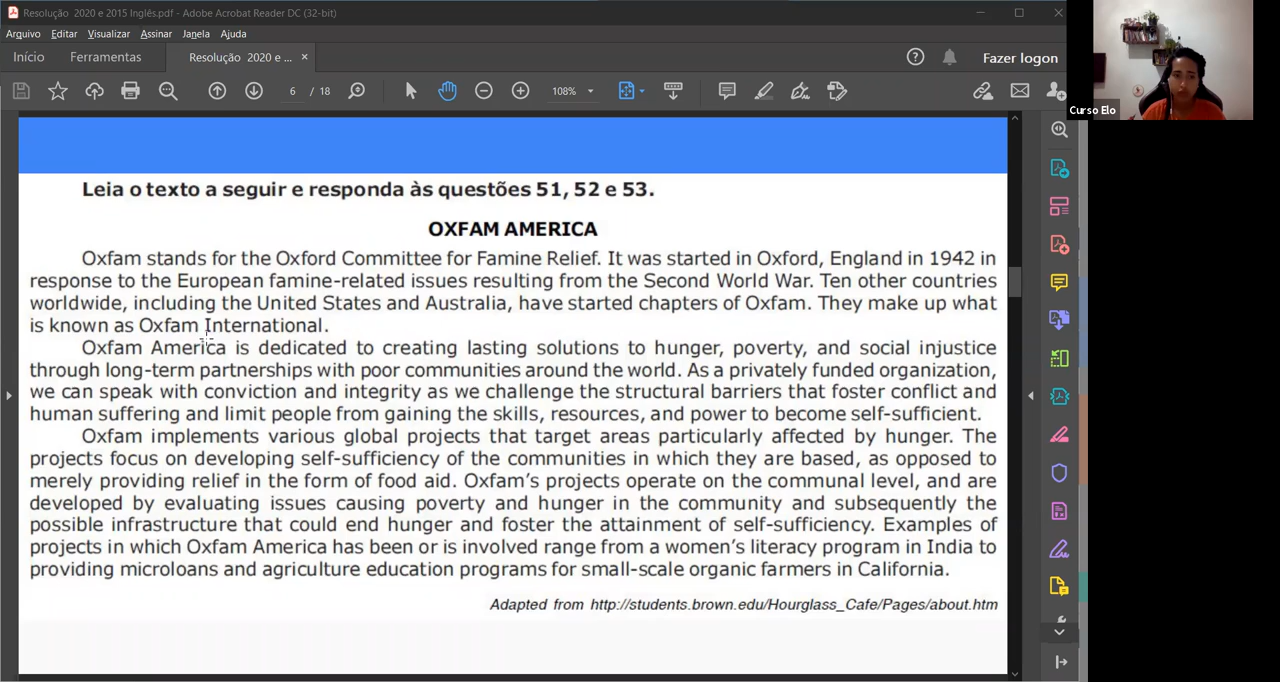 Resolução 2020 e 2015 Inglês.pdf - Adobe Acrobat Reader DC (32-bit)
Arquivo Editar Visualizar Assinar Janela Ajuda
Início Ferramentas Resolução 2020 e ... × Fazer logon
6 / 18 108%
Curso Elo
Leia o texto a seguir e responda às questões 51, 52 e 53.
OXFAM AMERICA
Oxfam stands for the Oxford Committee for Famine Relief. It was started in Oxford, England in 1942 in
response to the European famine-related issues resulting from the Second World War. Ten other countries
worldwide, including the United States and Australia, have started chapters of Oxfam. They make up what
is known as Oxfam International.
Oxfam America is dedicated to creating lasting solutions to hunger, poverty, and social injustice
through long-term partnerships with poor communities around the world. As a privately funded organization,
we can speak with conviction and integrity as we challenge the structural barriers that foster conflict and
human suffering and limit people from gaining the skills, resources, and power to become self-sufficient.
Oxfam implements various global projects that target areas particularly affected by hunger. The
projects focus on developing self-sufficiency of the communities in which they are based, as opposed to
merely providing relief in the form of food aid. Oxfam's projects operate on the communal level, and are
developed by evaluating issues causing poverty and hunger in the community and subsequently the
possible infrastructure that could end hunger and foster the attainment of self-sufficiency. Examples of
projects in which Oxfam America has been or is involved range from a women's literacy program in India to
providing microloans and agriculture education programs for small-scale organic farmers in California.
Adapted from http://students.brown.edu/Hourglass_Cafe/Pages/about.htm